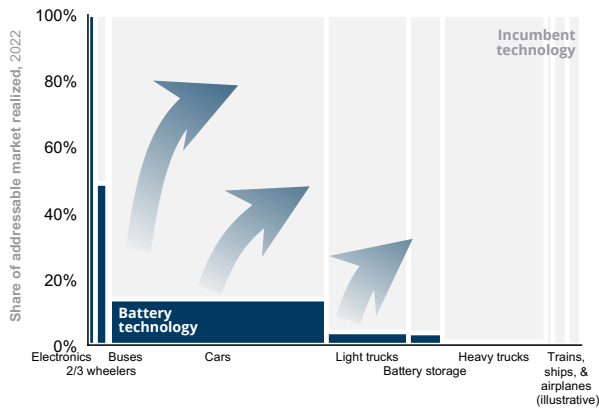 Share of addressable market realized, 2022
100%
80%
60%
40%
20%
0%
Incumbent
technology
Battery
technology
Electronics
2/3 wheelers
Buses
Cars
Light trucks
Battery storage
Heavy trucks
Trains,
ships, &
airplanes
(illustrative)